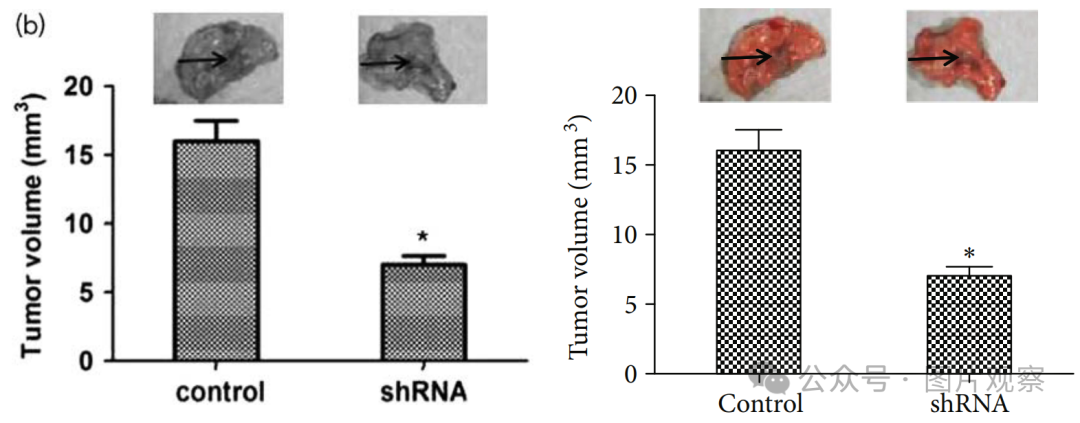 (b)
Tumor volume (mm³)
20
15
10
5
0
*
control
shRNA
Tumor volume (mm³)
20
15
10
5
0
*
Control
shRNA
公众号 · 图片观察